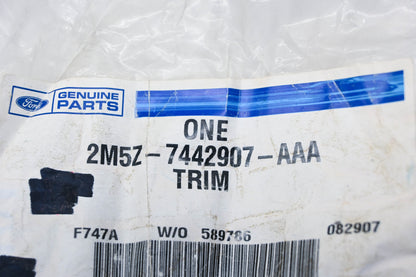 Ford GENUINE
PARTS
ONE
2M5Z-7442907-AAA
TRIM
F747A W/O 589786 082907